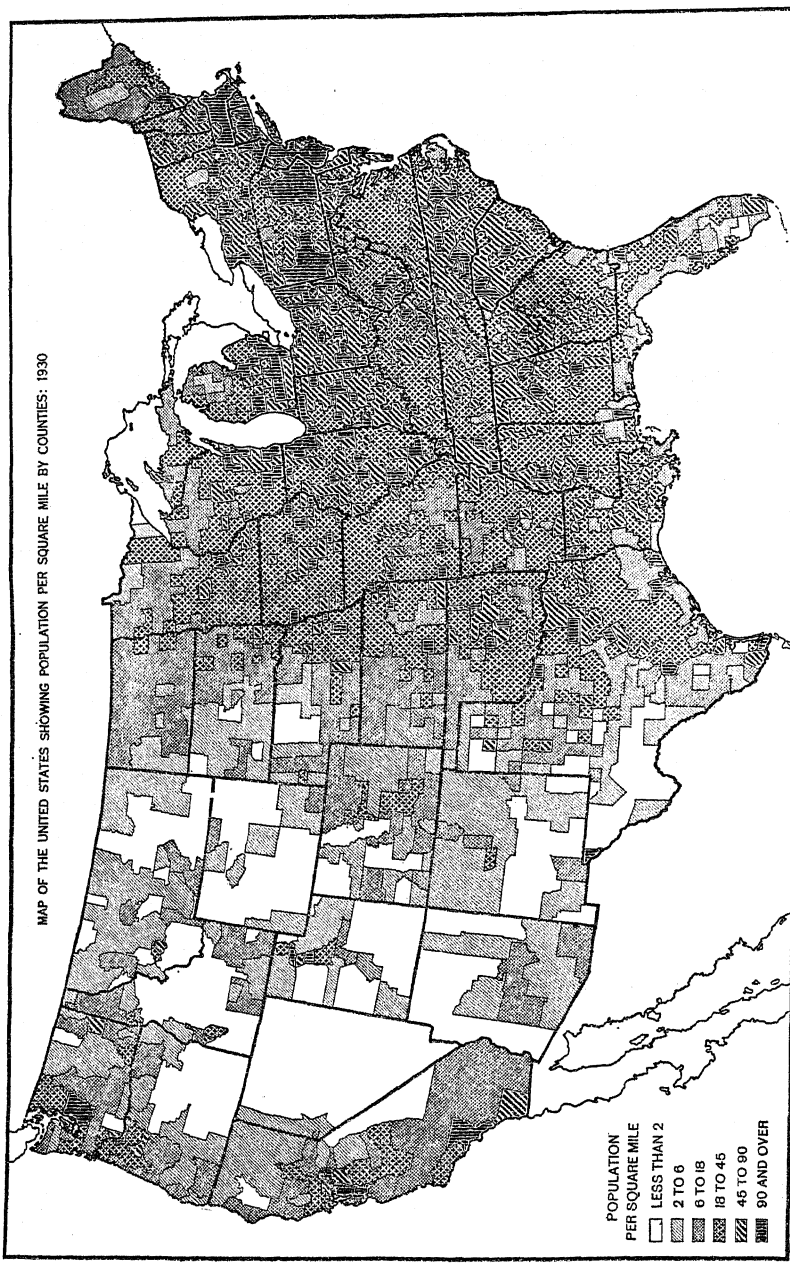 MAP OF THE UNITED STATES SHOWING POPULATION PER SQUARE MILE BY COUNTIES: 1930
POPULATION
PER SQUARE MILE
LESS THAN 2
2 TO 6
6 TO 18
18 TO 45
45 TO 90
90 AND OVER